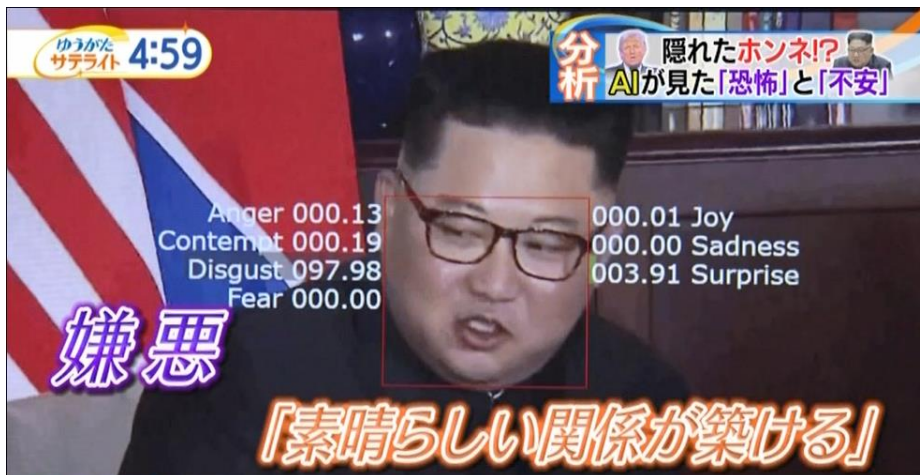 ゆうがた
サテライト 4:59
分析
隠れたホンネ!?
AIが見た「恐怖」と「不安」
Anger 000.13
Contempt 000.19
Disgust 097.98
Fear 000.00
000.01 Joy
000.00 Sadness
003.91 Surprise
嫌悪
「素晴らしい関係が築ける」